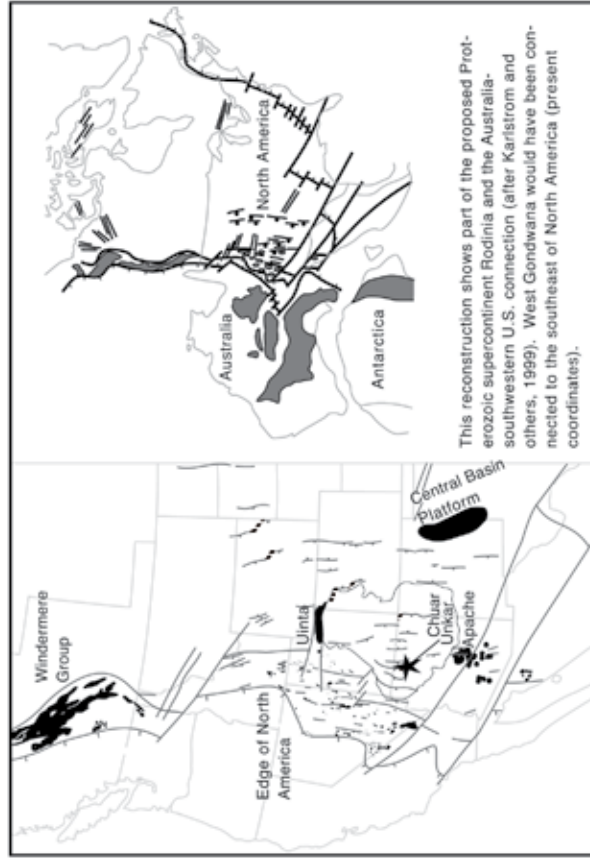 Windermere
Group
Edge of North
America
Uinta
Chuar
Unkar
Apache
Central Basin
Platform
Australia
North America
Antarctica
This reconstruction shows part of the proposed Prot-
erozoic supercontinent Rodinia and the Australia-
southwestern U.S. connection (after Karlstrom and
others, 1999). West Gondwana would have been con-
nected to the southeast of North America (present
coordinates).